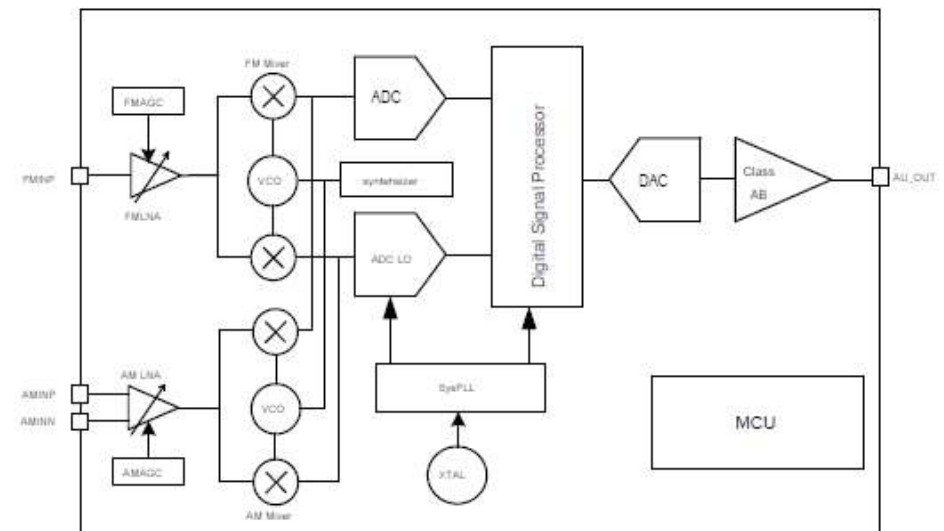 FM Mixer
FMAGC
ADC
VCO
synthesizer
FMINP
FMLNA
Digital Signal Processor
DAC
Class
AB
AU_OUT
ADC LO
AM LNA
AMINP
AMINN
VCO
SysPLL
MCU
AMAGC
XTAL
AM Mixer